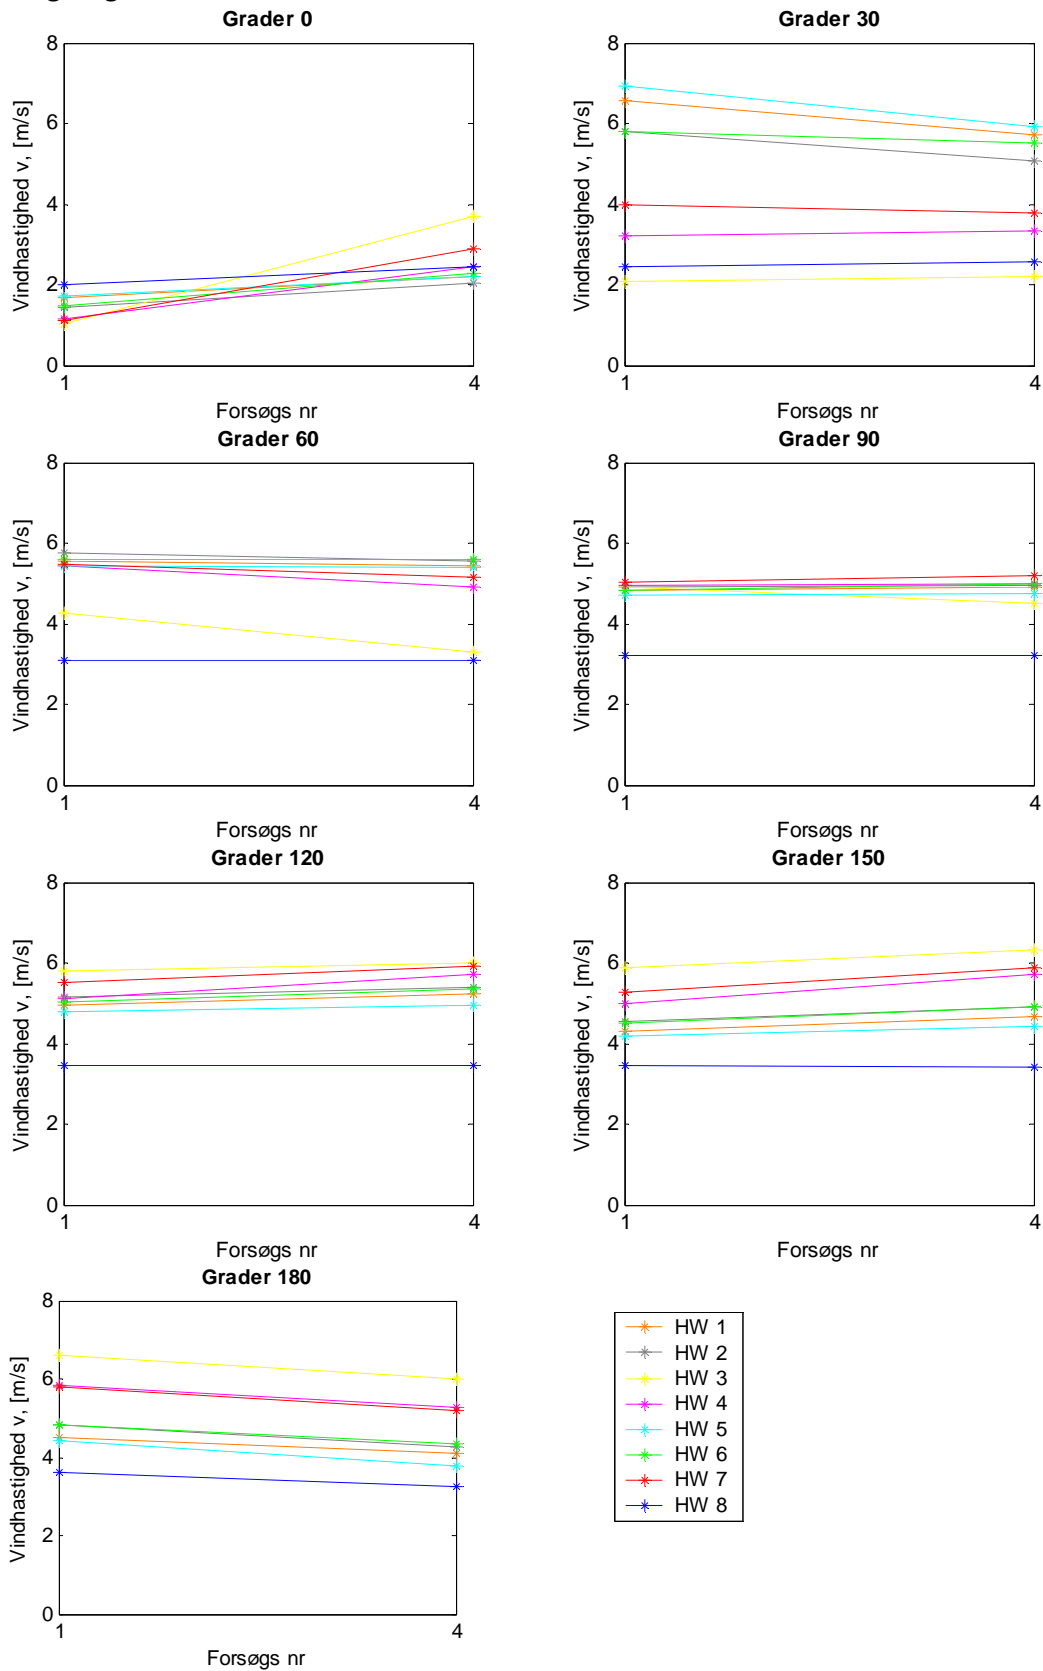 Grader 0
Vindhastighed v, [m/s]
8
6
4
2
0
1
4
Forsøgs nr
Grader 30
Vindhastighed v, [m/s]
8
6
4
2
0
1
4
Forsøgs nr
Grader 60
Vindhastighed v, [m/s]
8
6
4
2
0
1
4
Forsøgs nr
Grader 90
Vindhastighed v, [m/s]
8
6
4
2
0
1
4
Forsøgs nr
Grader 120
Vindhastighed v, [m/s]
8
6
4
2
0
1
4
Forsøgs nr
Grader 150
Vindhastighed v, [m/s]
8
6
4
2
0
1
4
Forsøgs nr
Grader 180
Vindhastighed v, [m/s]
8
6
4
2
0
1
4
Forsøgs nr
HW 1
HW 2
HW 3
HW 4
HW 5
HW 6
HW 7
HW 8